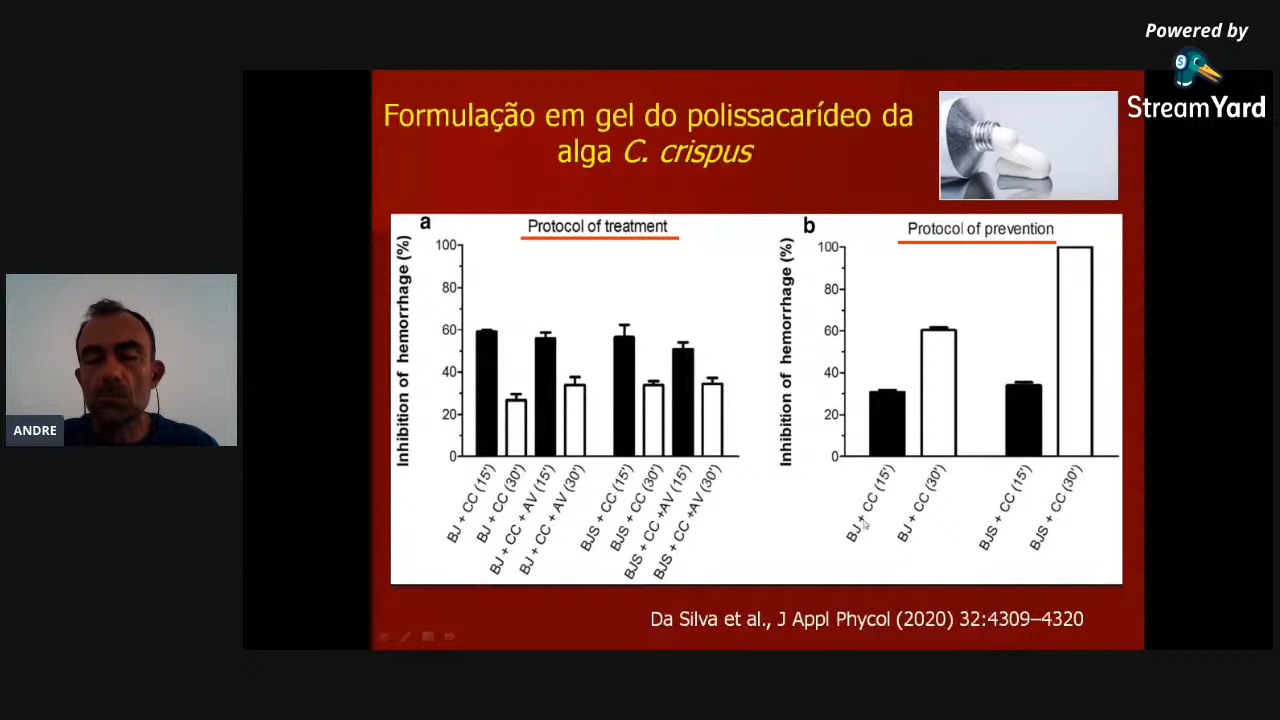 Powered by
StreamYard
Formulação em gel do polissacarídeo da
alga C. crispus
a
Protocol of treatment
Inhibition of hemorrhage (%)
100
80
60
40
20
0
BJ + CC (15')
BJ + CC (30')
BJ + CC + AV (15')
BJ + CC + AV (30')
BJS + CC (15')
BJS + CC (30')
BJS + CC +AV (15')
BJS + CC +AV (30')
b
Protocol of prevention
Inhibition of hemorrhage (%)
100
80
60
40
20
0
BJ + CC (15')
BJ + CC (30')
BJS + CC (15')
BJS + CC (30')
ANDRE
Da Silva et al., J Appl Phycol (2020) 32:4309–4320